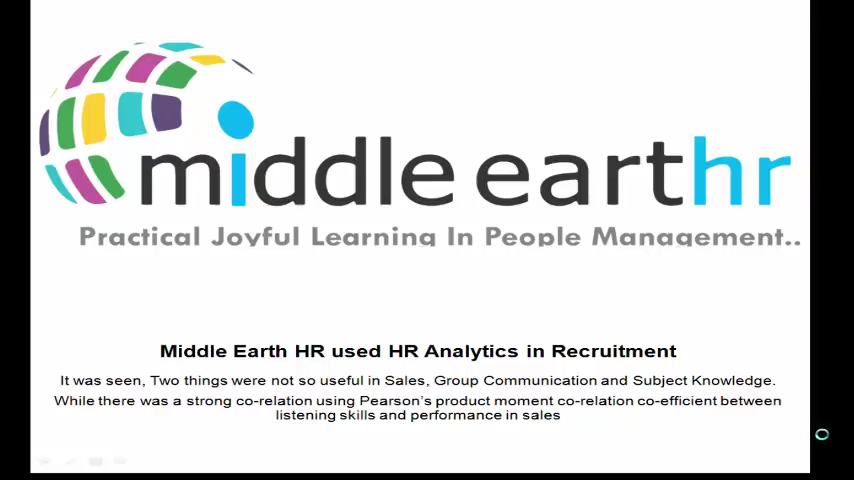 middle earthr
Practical Joyful Learning In People Management..
Middle Earth HR used HR Analytics in Recruitment
It was seen, Two things were not so useful in Sales, Group Communication and Subject Knowledge.
While there was a strong co-relation using Pearson's product moment co-relation co-efficient between
listening skills and performance in sales